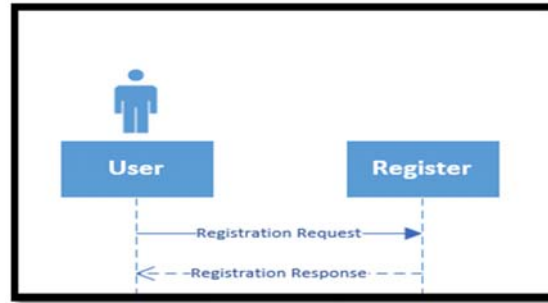 User
Register
Registration Request
Registration Response